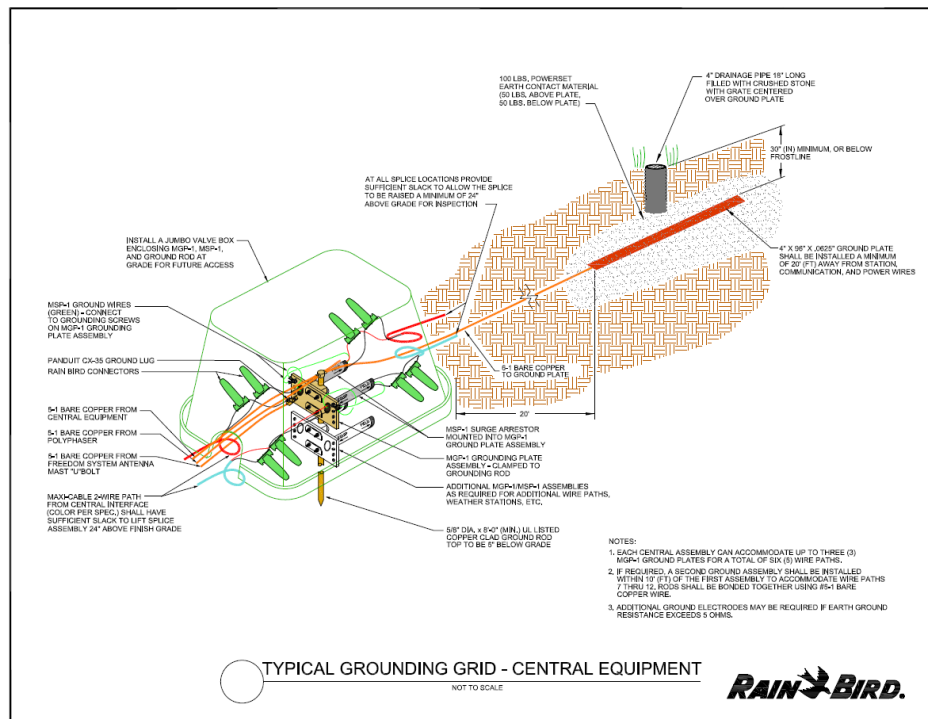 100 LBS, POWERSET
EARTH CONTACT MATERIAL
(50 LBS. ABOVE PLATE,
50 LBS. BELOW PLATE)
4" DRAINAGE PIPE 18" LONG
FILLED WITH CRUSHED STONE
WITH GRATE CENTERED
OVER GROUND PLATE
30" (IN) MINIMUM, OR BELOW
FROSTLINE
AT ALL SPLICE LOCATIONS PROVIDE
SUFFICIENT SLACK TO ALLOW THE SPLICE
TO BE RAISED A MINIMUM OF 24"
ABOVE GRADE FOR INSPECTION
INSTALL A JUMBO VALVE BOX
ENCLOSING MGP-1, MSP-1,
AND GROUND ROD AT
GRADE FOR FUTURE ACCESS
4" X 96" X .0625" GROUND PLATE
SHALL BE INSTALLED A MINIMUM
OF 20' (FT) AWAY FROM STATION,
COMMUNICATION, AND POWER WIRES
MSP-1 GROUND WIRES
(GREEN) - CONNECT
TO GROUNDING SCREWS
ON MGP-1 GROUNDING
PLATE ASSEMBLY
PANDUIT CX-35 GROUND LUG
RAIN BIRD CONNECTORS
6-1 BARE COPPER
TO GROUND PLATE
20'
5-1 BARE COPPER FROM
CENTRAL EQUIPMENT
5-1 BARE COPPER FROM
POLYPHASER
5-1 BARE COPPER FROM
FREEDOM SYSTEM ANTENNA
MAST "U"BOLT
MAXI-CABLE 2-WIRE PATH
FROM CENTRAL INTERFACE
(COLOR PER SPEC.) SHALL HAVE
SUFFICIENT SLACK TO LIFT SPLICE
ASSEMBLY 24" ABOVE FINISH GRADE
MSP-1 SURGE ARRESTOR
MOUNTED INTO MGP-1
GROUND PLATE ASSEMBLY
MGP-1 GROUNDING PLATE
ASSEMBLY - CLAMPED TO
GROUNDING ROD
ADDITIONAL MGP-1/MSP-1 ASSEMBLIES
AS REQUIRED FOR ADDITIONAL WIRE PATHS,
WEATHER STATIONS, ETC.
5/8" DIA. x 8'-0" (MIN.) UL LISTED
COPPER CLAD GROUND ROD
TOP TO BE 6" BELOW GRADE
NOTES:
1. EACH CENTRAL ASSEMBLY CAN ACCOMMODATE UP TO THREE (3)
MGP-1 GROUND PLATES FOR A TOTAL OF SIX (6) WIRE PATHS.
2. IF REQUIRED, A SECOND GROUND ASSEMBLY SHALL BE INSTALLED
WITHIN 10' (FT) OF THE FIRST ASSEMBLY TO ACCOMMODATE WIRE PATHS
7 THRU 12. RODS SHALL BE BONDED TOGETHER USING #6-1 BARE
COPPER WIRE.
3. ADDITIONAL GROUND ELECTRODES MAY BE REQUIRED IF EARTH GROUND
RESISTANCE EXCEEDS 5 OHMS.
TYPICAL GROUNDING GRID - CENTRAL EQUIPMENT
NOT TO SCALE
RAIN BIRD.